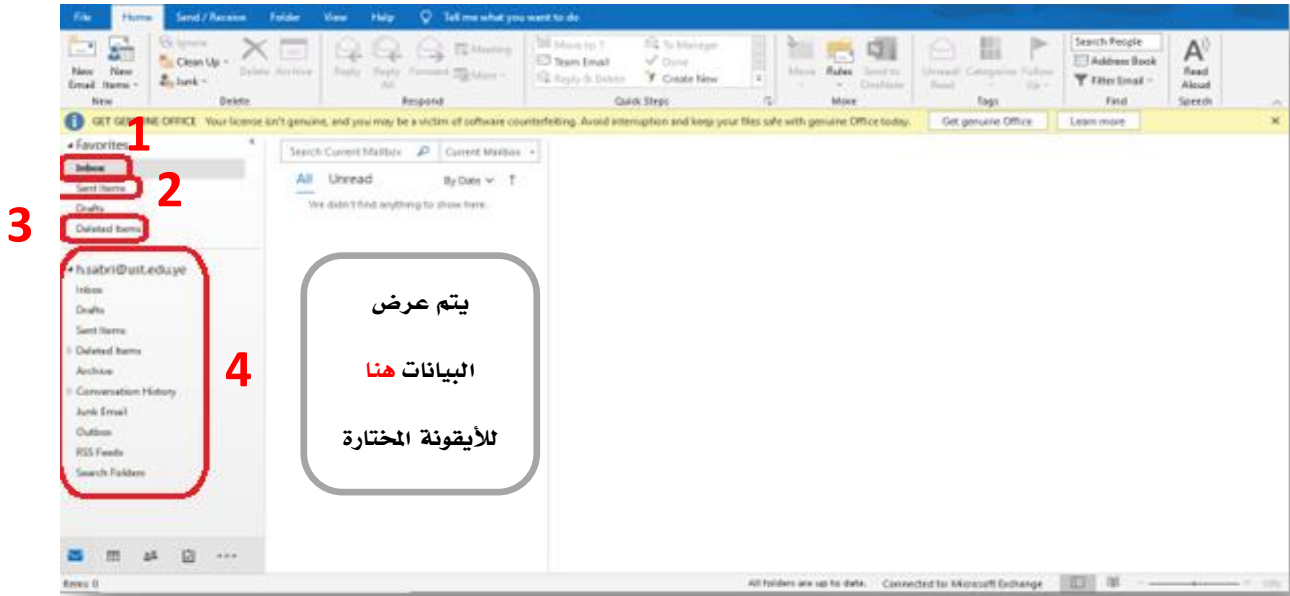 File Home Send / Receive Folder View Help Tell me what you want to do
New Email
New Items
Ignore
Clean Up
Junk
Delete
Archive
Reply
Reply All
Forward
Meeting
More
Move to: ?
Team Email
Reply & Delete
To Manager
Done
Create New
Move
Rules
Send to OneNote
Unread/ Read
Categorize
Follow Up
Search People
Address Book
Filter Email
Read Aloud
New Delete Respond Quick Steps Move Tags Find Speech
GET GENUINE OFFICE Your license isn't genuine, and you may be a victim of software counterfeiting. Avoid interruption and keep your files safe with genuine Office today. Get genuine Office Learn more
Favorites
1
Inbox
Sent Items
2
Drafts
3
Deleted Items
h.sabri@ust.edu.ye
Inbox
Drafts
Sent Items
Deleted Items
4
Archive
Conversation History
Junk Email
Outbox
RSS Feeds
Search Folders
Search Current Mailbox Current Mailbox
All Unread By Date
We didn't find anything to show here.
يتم عرض
البيانات هنا
للأيقونة المختارة
Items: 0
All folders are up to date. Connected to: Microsoft Exchange